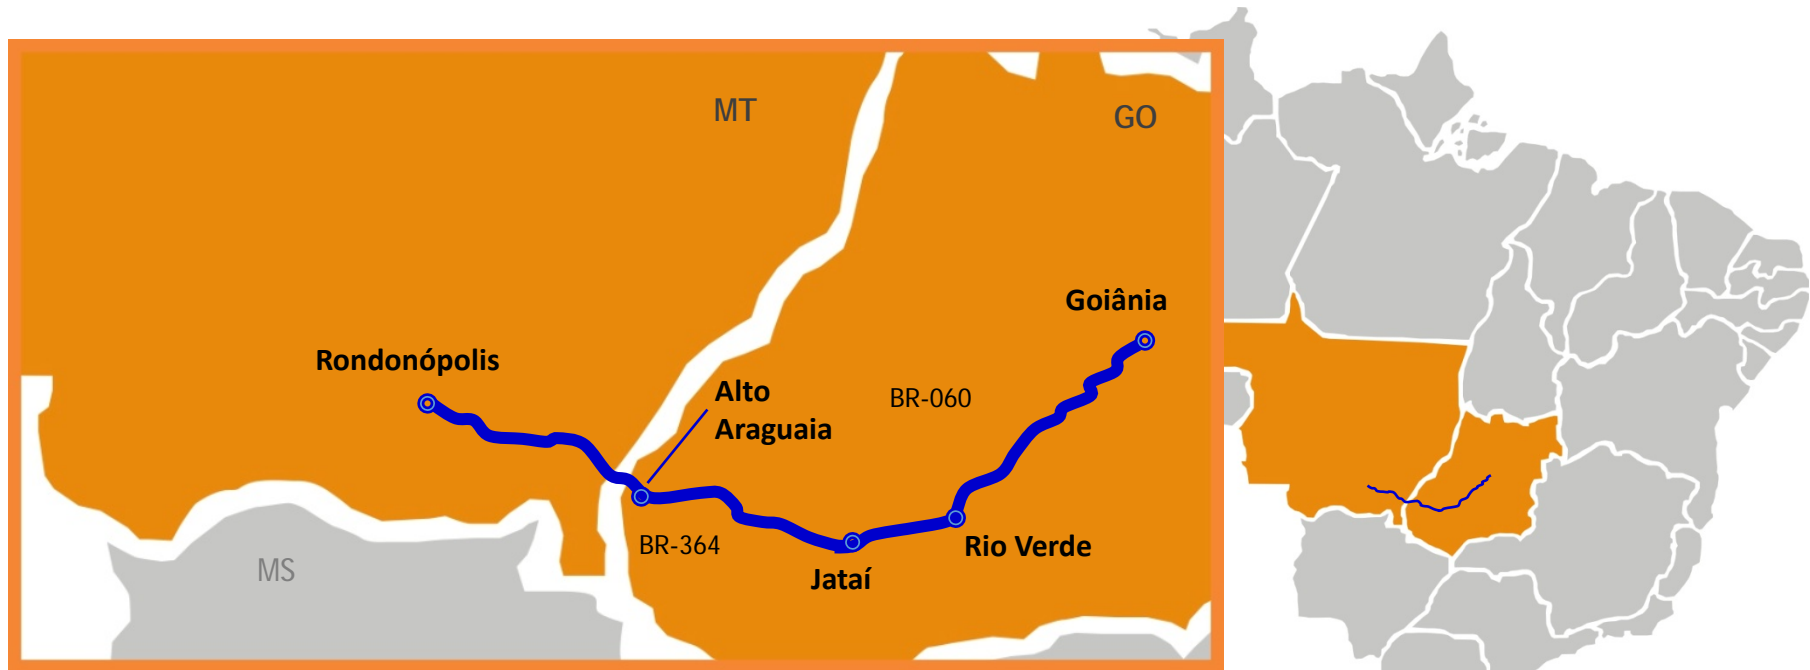 MT
GO
Goiânia
Rondonópolis
Alto
Araguaia
BR-060
BR-364
Rio Verde
MS
Jataí